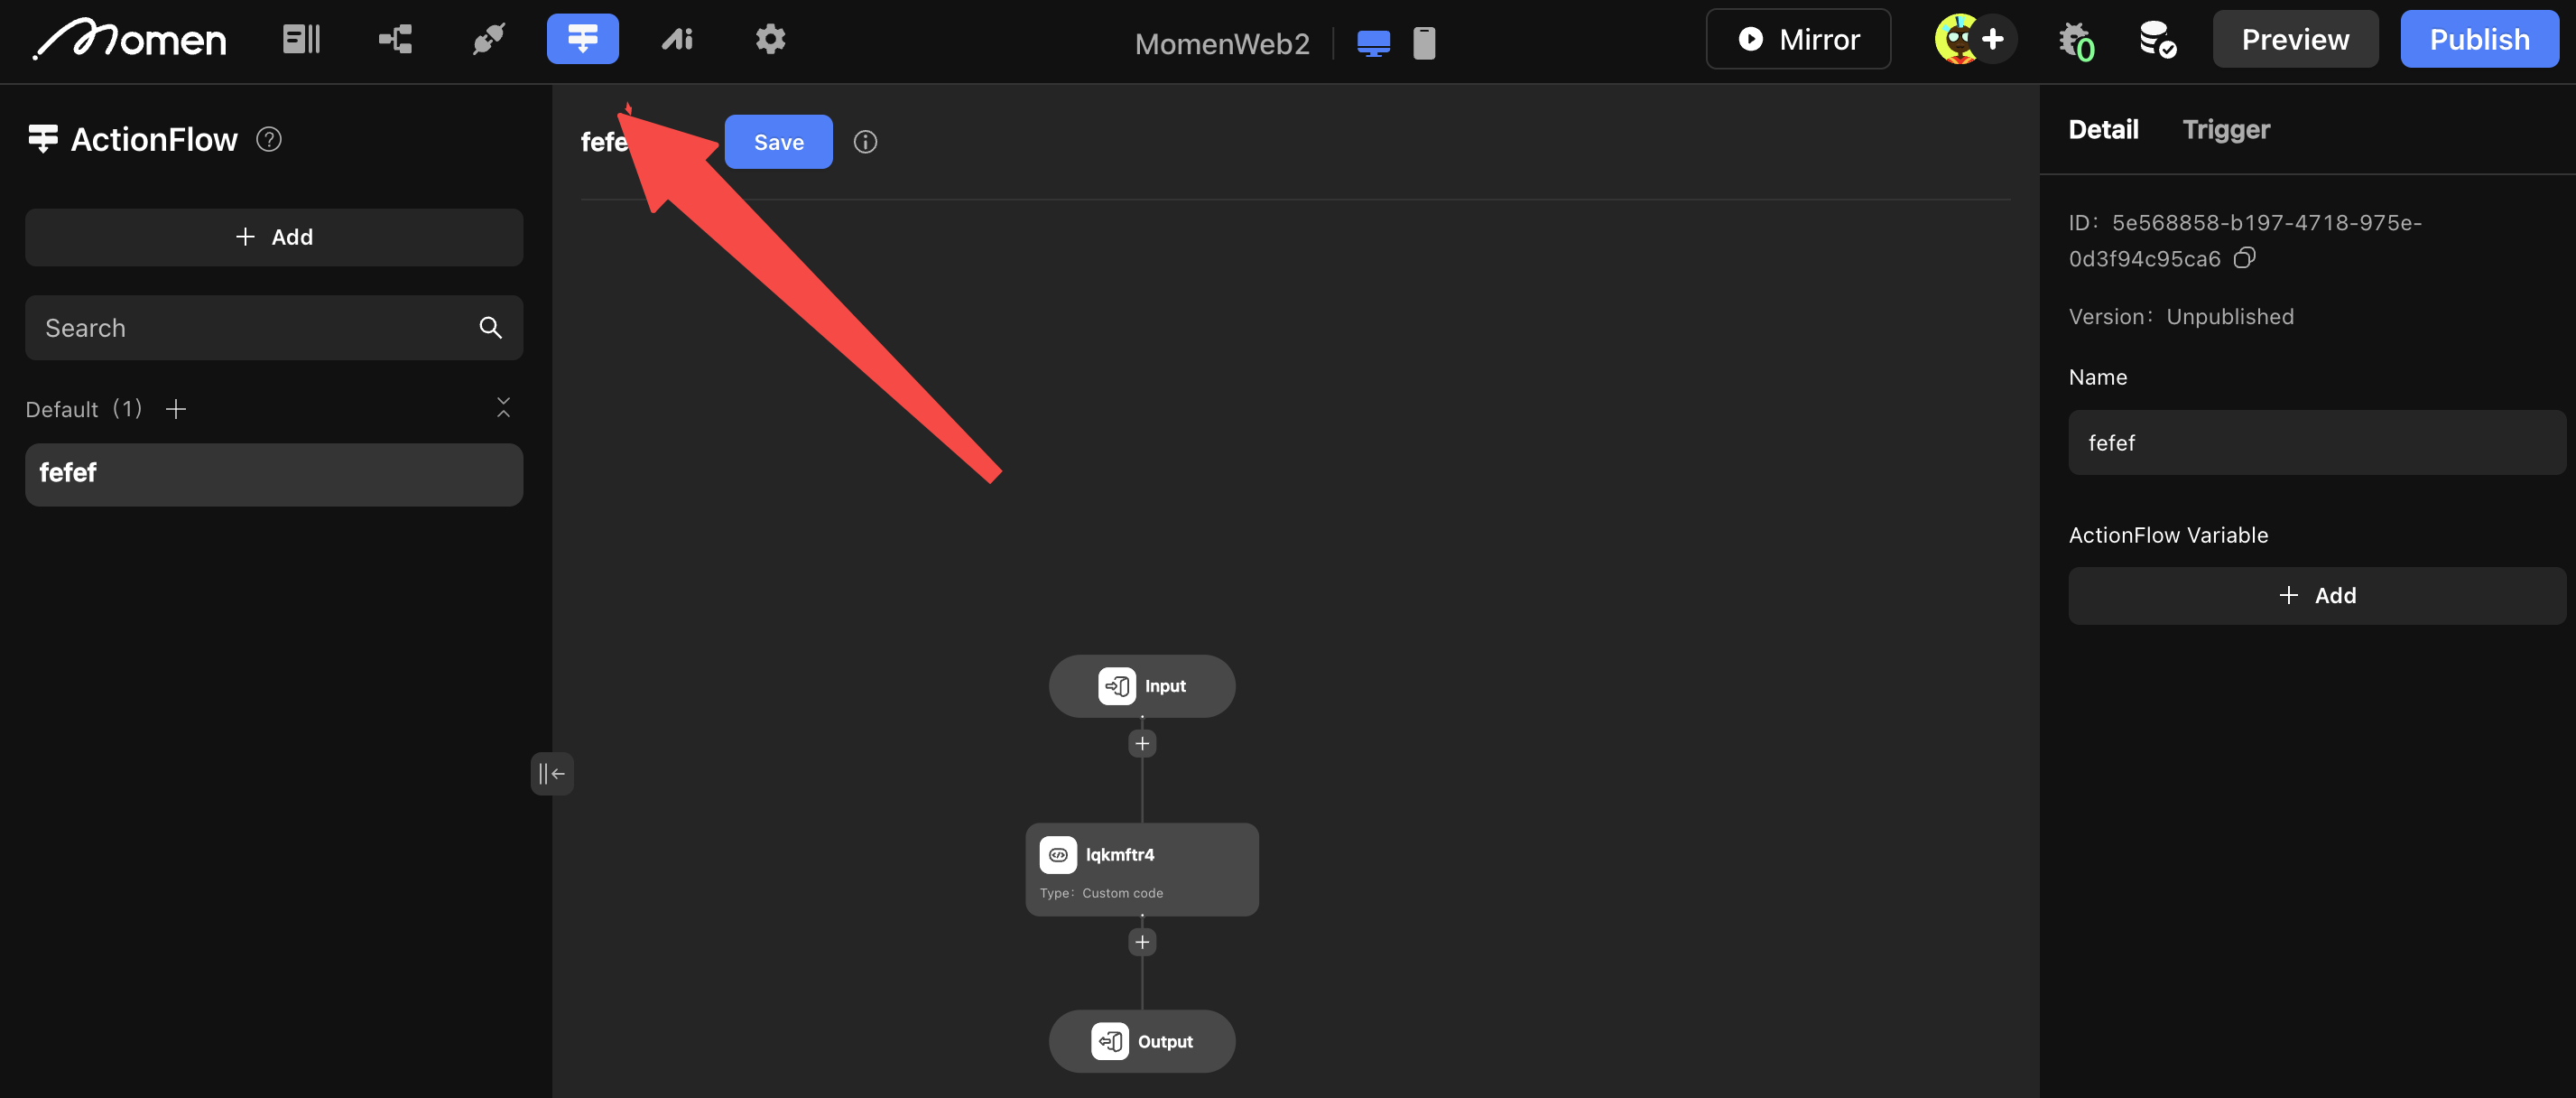 Momen
Ai
MomenWeb2
Mirror
0
Preview
Publish
ActionFlow
Add
Search
Default (1)
fefef
Save
Input
lqkmftr4
Type: Custom code
Output
Detail
Trigger
ID: 5e568858-b197-4718-975e-
0d3f94c95ca6
Version: Unpublished
Name
fefef
ActionFlow Variable
Add